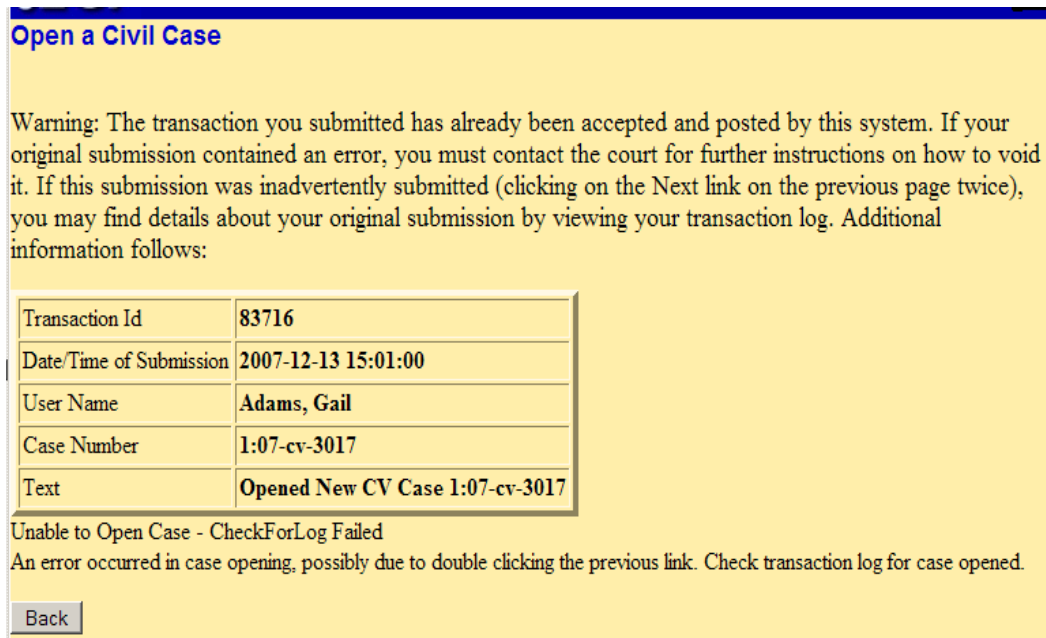 Open a Civil Case
Warning: The transaction you submitted has already been accepted and posted by this system. If your
original submission contained an error, you must contact the court for further instructions on how to void
it. If this submission was inadvertently submitted (clicking on the Next link on the previous page twice),
you may find details about your original submission by viewing your transaction log. Additional
information follows:
Transaction Id 83716
Date/Time of Submission 2007-12-13 15:01:00
User Name Adams, Gail
Case Number 1:07-cv-3017
Text Opened New CV Case 1:07-cv-3017
Unable to Open Case - CheckForLog Failed
An error occurred in case opening, possibly due to double clicking the previous link. Check transaction log for case opened.
Back